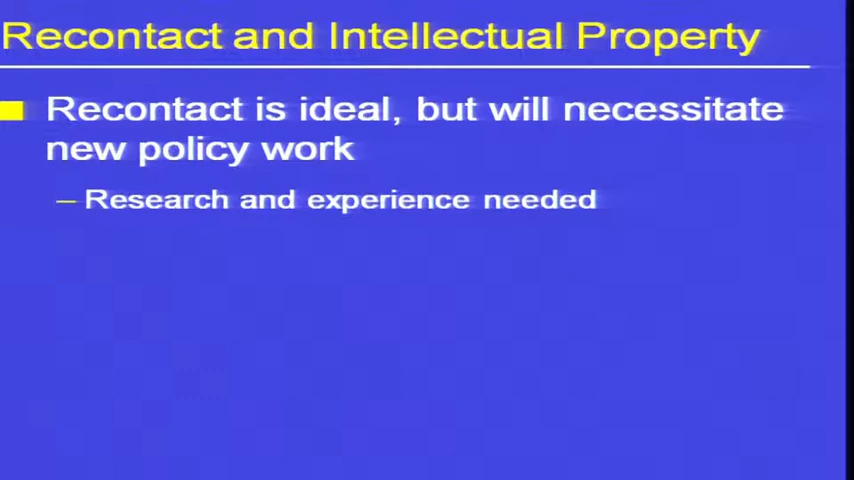 Recontact and Intellectual Property
Recontact is ideal, but will necessitate
new policy work
– Research and experience needed